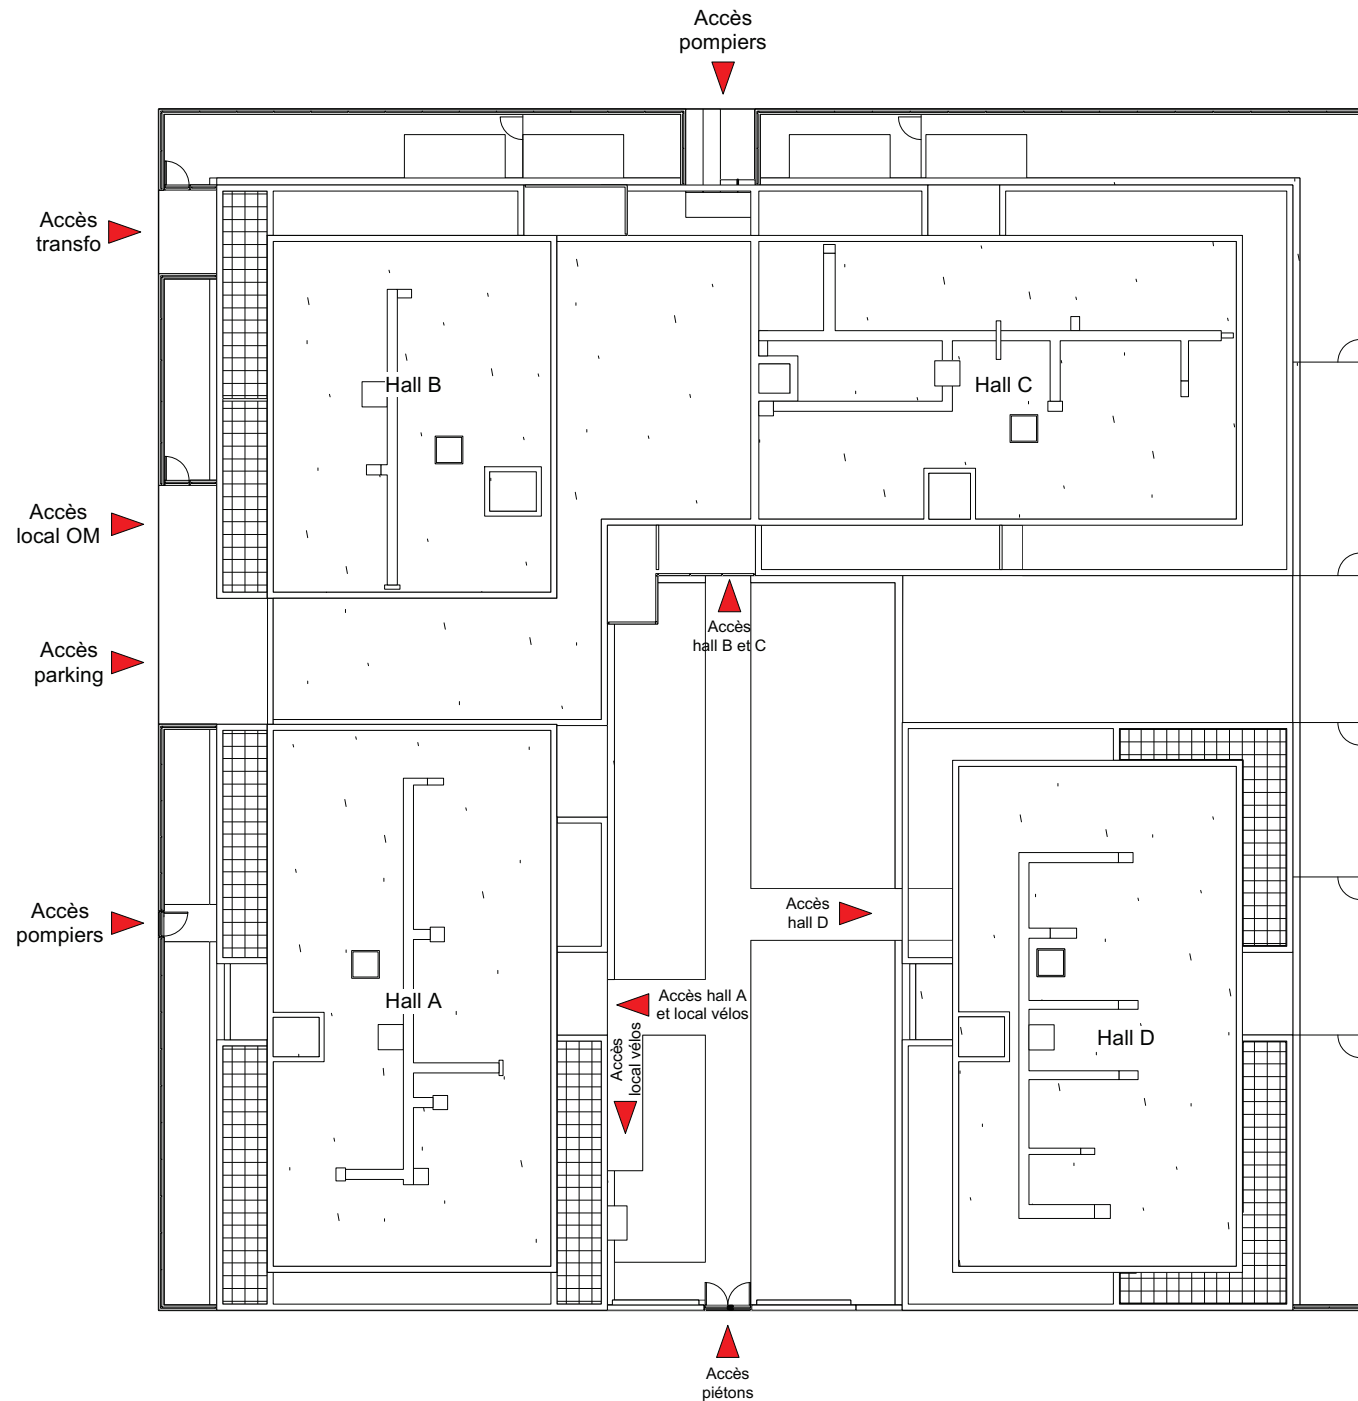 Accès
pompiers
Accès
transfo
Hall B
Hall C
Accès
local OM
Accès
hall B et C
Accès
parking
Accès
hall D
Accès
pompiers
Hall A
Accès hall A
et local vélos
Accès
local vélos
Hall D
Accès
piétons